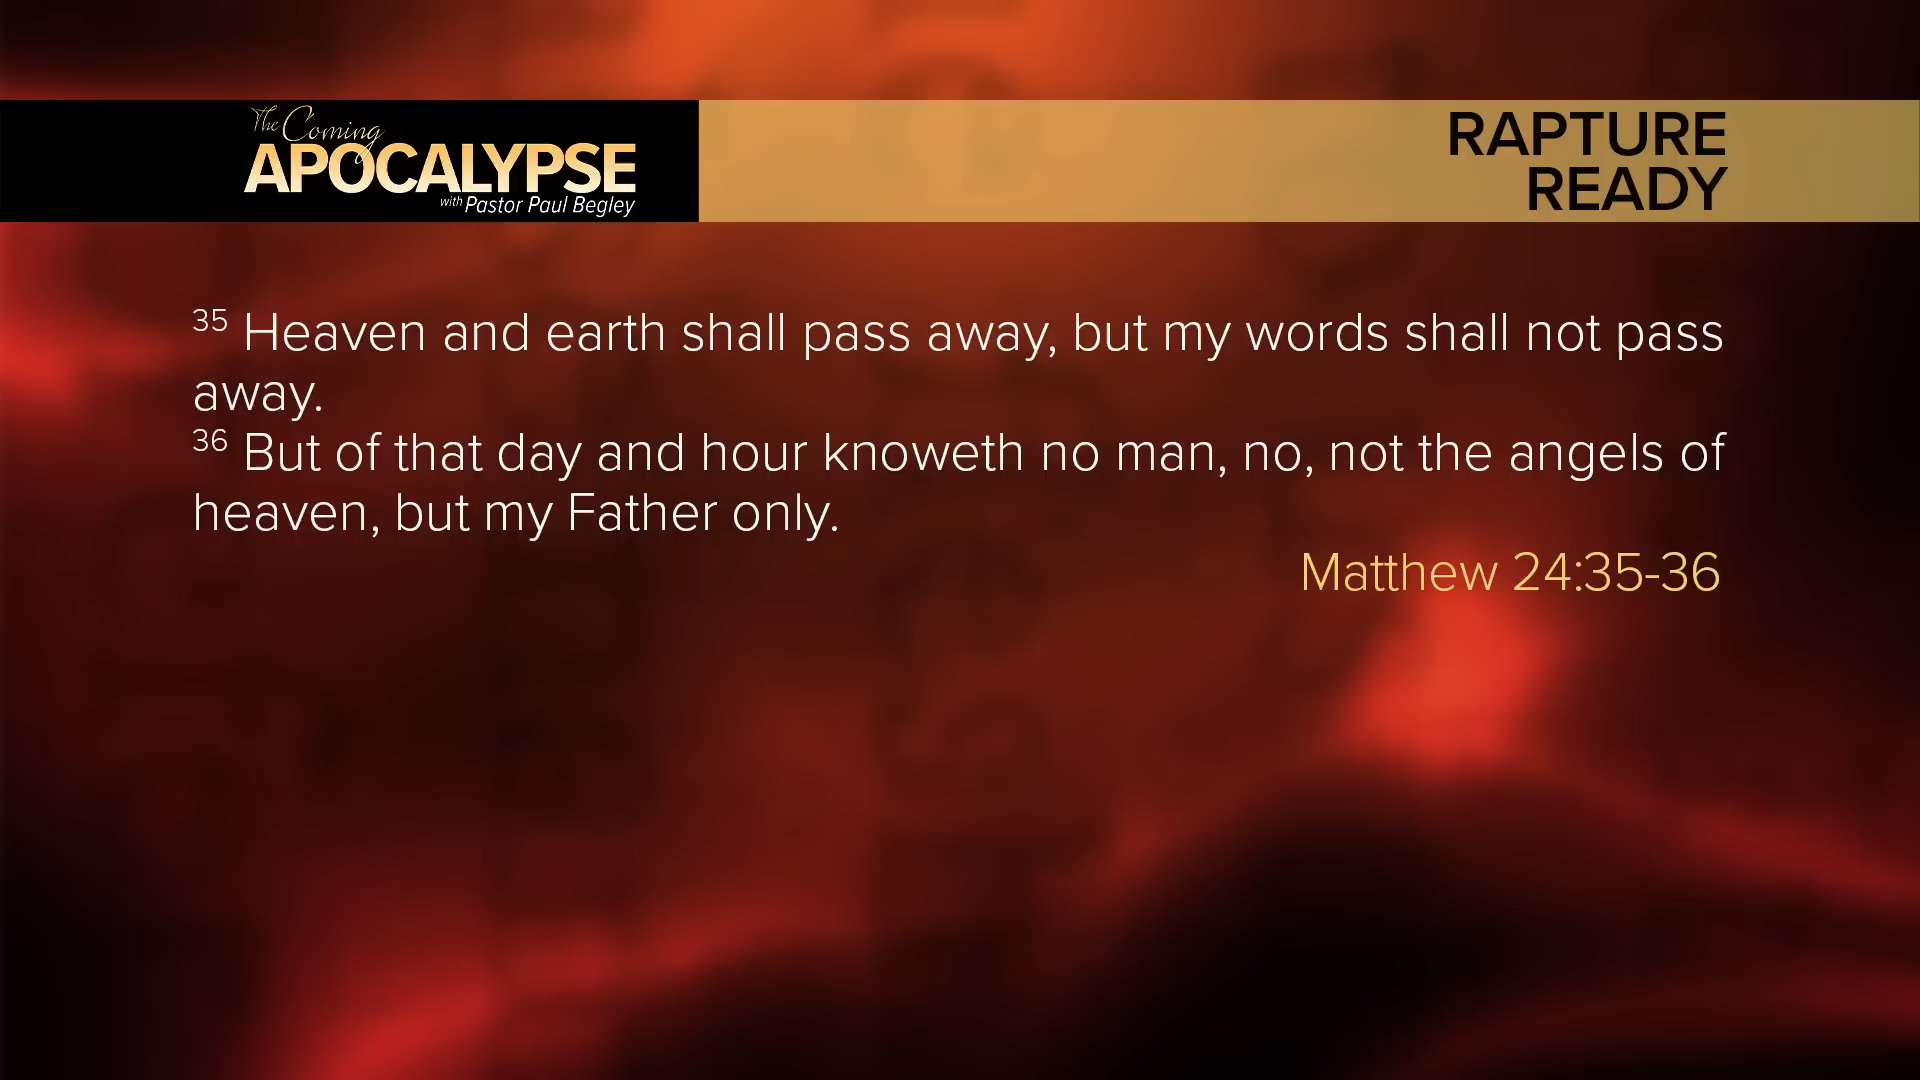 The Coming
APOCALYPSE
with Pastor Paul Begley
RAPTURE
READY
35 Heaven and earth shall pass away, but my words shall not pass
away.
36 But of that day and hour knoweth no man, no, not the angels of
heaven, but my Father only.
Matthew 24:35-36